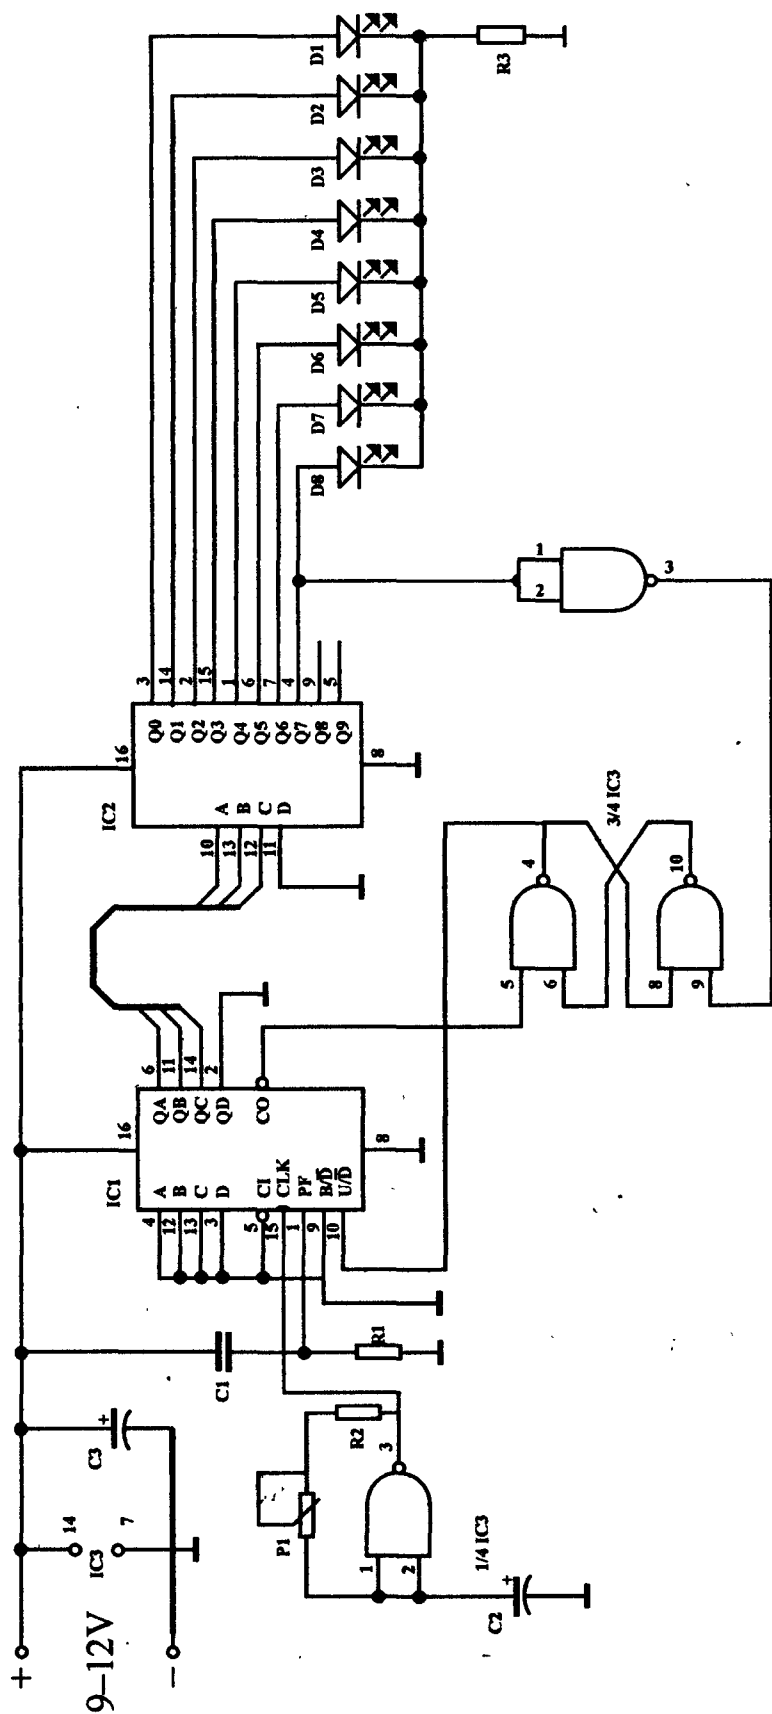 +
9–12V
−
IC3
14
7
C3
+
C1
R1
P1
R2
1
2
3
1/4 IC3
C2
+
IC1
16
8
4
12
13
3
5
15
1
9
10
A
B
C
D
CI
CLK
PF
B/D̅
U/D̅
QA
QB
QC
QD
CO
6
11
14
2
IC2
16
8
10
13
12
11
A
B
C
D
Q0
Q1
Q2
Q3
Q4
Q5
Q6
Q7
Q8
Q9
3
14
2
15
1
6
7
4
9
5
5
6
4
8
9
10
3/4 IC3
2
1
3
D8
D7
D6
D5
D4
D3
D2
D1
R3